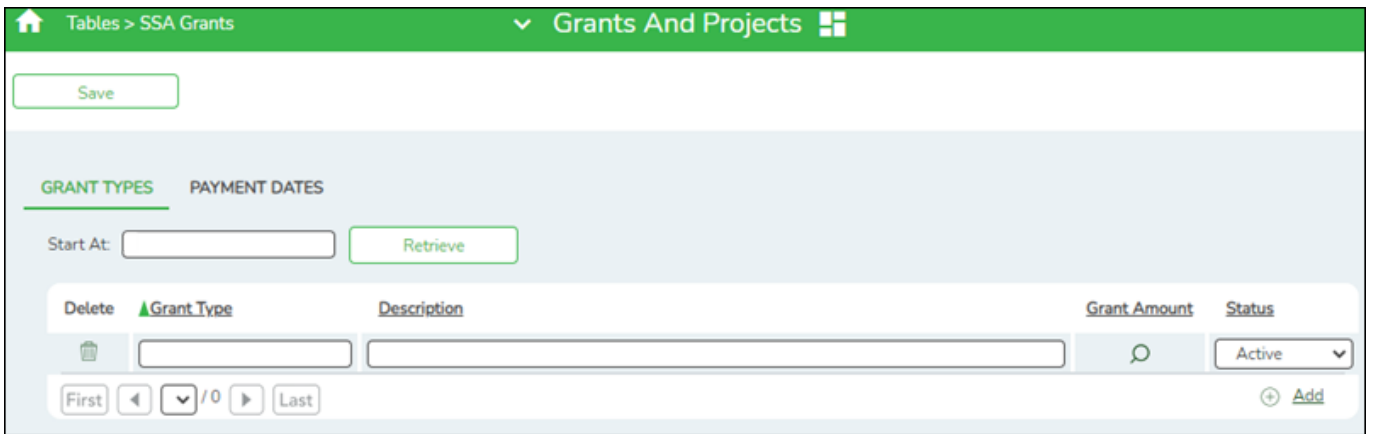 Tables > SSA Grants
Grants And Projects
Save
GRANT TYPES PAYMENT DATES
Start At: Retrieve
Delete Grant Type Description Grant Amount Status
Active
First / 0 Last Add